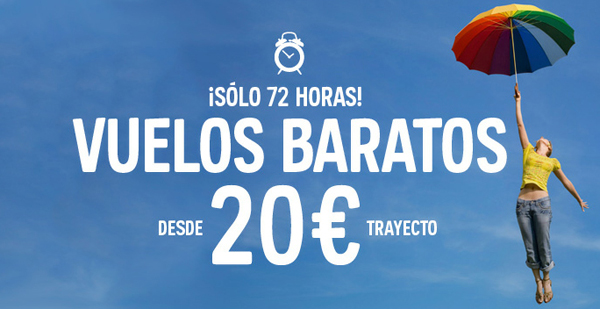 ¡SÓLO 72 HORAS!
VUELOS BARATOS
DESDE 20€ TRAYECTO